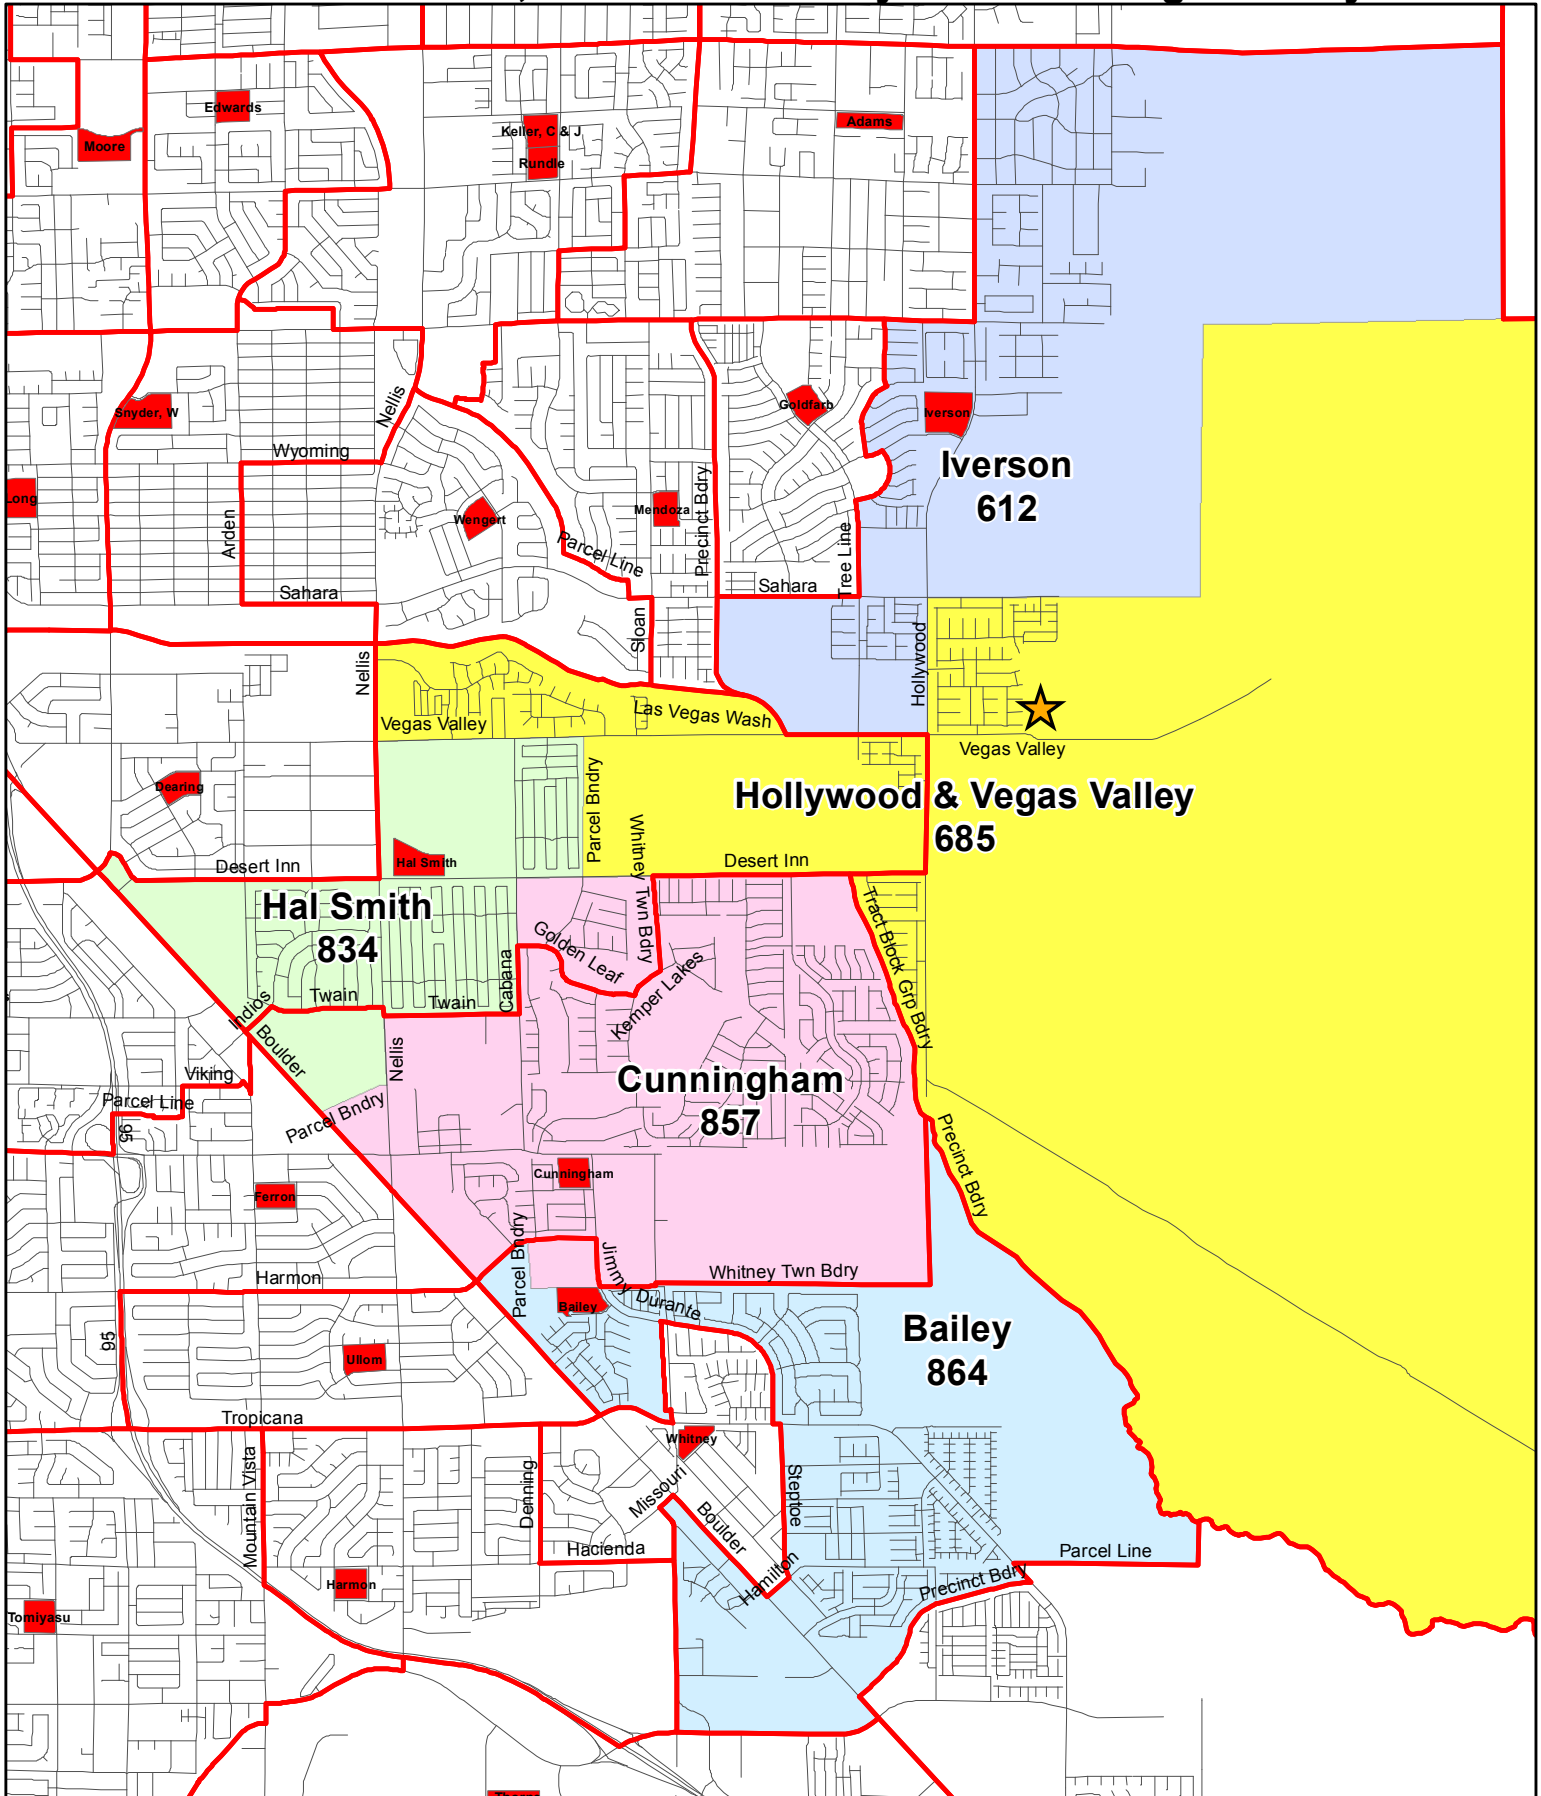 Edwards
Moore
Keller, C & J
Rundle
Adams
Snyder, W
Nellis
Goldfarb
Iverson
Wyoming
Iverson
612
Long
Arden
Wengert
Mendoza
Precinct Bdry
Parcel Line
Tree Line
Sahara
Sahara
Sloan
Nellis
Hollywood
Vegas Valley
Las Vegas Wash
Vegas Valley
Dearing
Parcel Bndry
Hollywood & Vegas Valley
685
Whitney Twn Bdry
Hal Smith
Desert Inn
Desert Inn
Hal Smith
834
Tract Block Grp Bdry
Golden Leaf
Cabana
Kemper Lakes
Indios
Twain
Twain
Boulder
Nellis
Viking
Parcel Line
Parcel Bndry
95
Cunningham
857
Precinct Bdry
Cunningham
Ferron
Parcel Bndry
Jimmy Durante
Whitney Twn Bdry
Harmon
Bailey
Bailey
864
95
Ullom
Tropicana
Whitney
Mountain Vista
Denning
Missouri
Boulder
Steptoe
Hacienda
Hamilton
Parcel Line
Precinct Bdry
Harmon
Tomiyasu